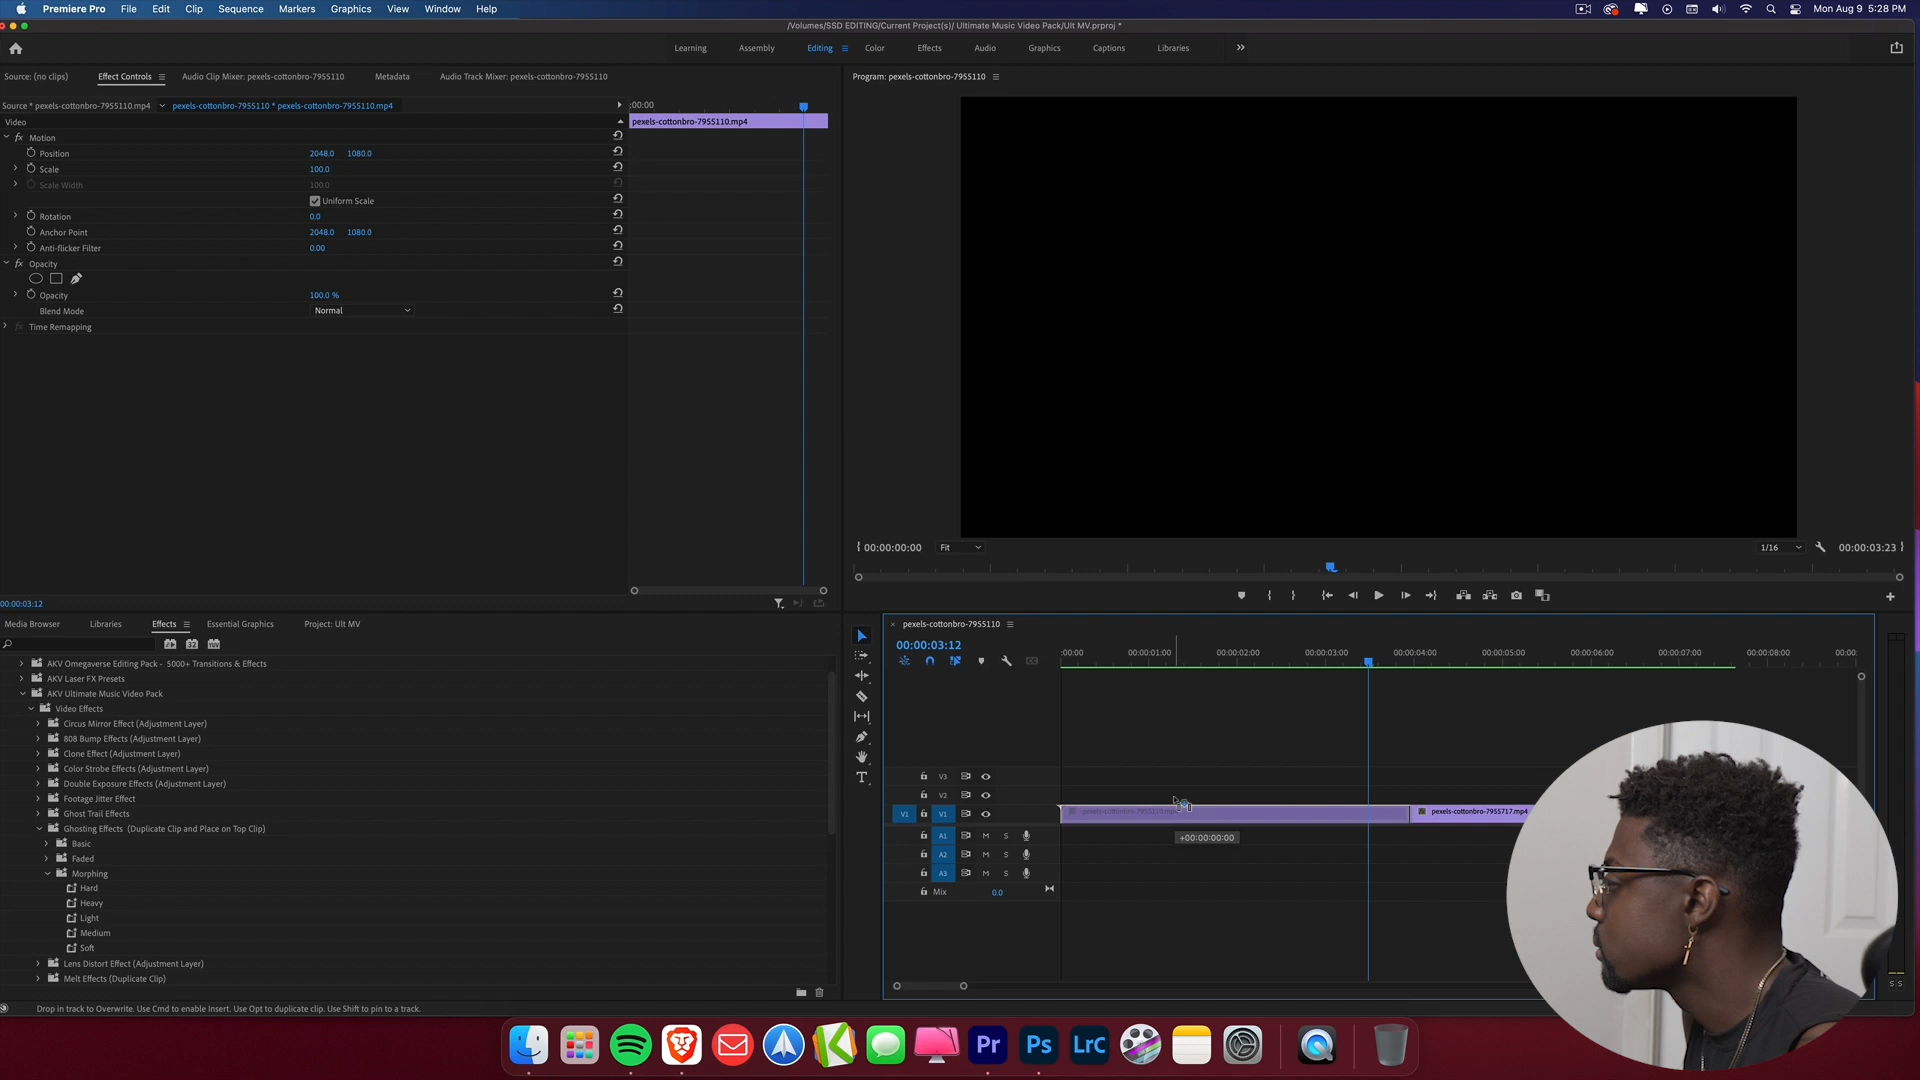 Premiere Pro File Edit Clip Sequence Markers Graphics View Window Help Mon Aug 9 5:28 PM
/Volumes/SSD EDITING/Current Project(s)/ Ultimate Music Video Pack/Ult MV.prproj *
Learning Assembly Editing Color Effects Audio Graphics Captions Libraries
Source: (no clips) Effect Controls Audio Clip Mixer: pexels-cottonbro-7955110 Metadata Audio Track Mixer: pexels-cottonbro-7955110 Program: pexels-cottonbro-7955110
Source * pexels-cottonbro-7955110.mp4 pexels-cottonbro-7955110 * pexels-cottonbro-7955110.mp4 :00:00
Video pexels-cottonbro-7955110.mp4
fx Motion
Position 2048.0 1080.0
Scale 100.0
Scale Width 100.0
Uniform Scale
Rotation 0.0
Anchor Point 2048.0 1080.0
Anti-flicker Filter 0.00
fx Opacity
Opacity 100.0 %
Blend Mode Normal
fx Time Remapping
00:00:00:00 Fit 1/16 00:00:03:23
00:00:03:12
Media Browser Libraries Effects Essential Graphics Project: Ult MV
32 YUV
AKV Omegaverse Editing Pack - 5000+ Transitions & Effects
AKV Laser FX Presets
AKV Ultimate Music Video Pack
Video Effects
Circus Mirror Effect (Adjustment Layer)
808 Bump Effects (Adjustment Layer)
Clone Effect (Adjustment Layer)
Color Strobe Effects (Adjustment Layer)
Double Exposure Effects (Adjustment Layer)
Footage Jitter Effect
Ghost Trail Effects
Ghosting Effects (Duplicate Clip and Place on Top Clip)
Basic
Faded
Morphing
Hard
Heavy
Light
Medium
Soft
Lens Distort Effect (Adjustment Layer)
Melt Effects (Duplicate Clip)
Drop in track to Overwrite. Use Cmd to enable Insert. Use Opt to duplicate clip. Use Shift to pin to a track.
× pexels-cottonbro-7955110
00:00:03:12
:00:00 00:00:01:00 00:00:02:00 00:00:03:00 00:00:04:00 00:00:05:00 00:00:06:00 00:00:07:00 00:00:08:00 00:00:
V3
V2
V1 V1 pexels-cottonbro-7955717.mp4
+00:00:00:00
A1 M S
A2 M S
A3 M S
Mix 0.0
S S
Pr Ps LrC